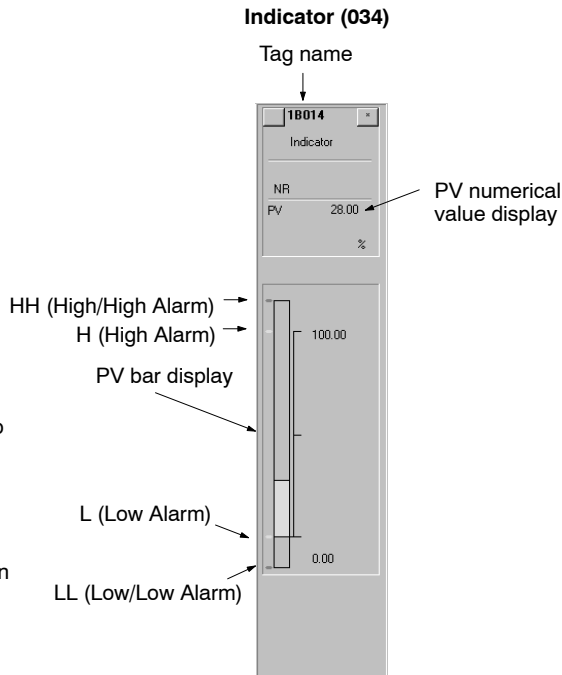 Indicator (034)
Tag name
1B014
Indicator
NR
PV 28.00
%
PV numerical
value display
HH (High/High Alarm)
H (High Alarm)
100.00
PV bar display
L (Low Alarm)
0.00
LL (Low/Low Alarm)